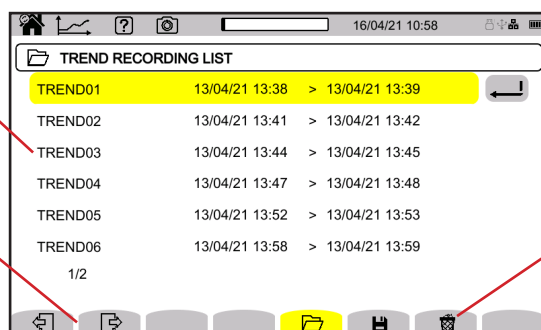 16/04/21 10:58
TREND RECORDING LIST
TREND01 13/04/21 13:38 > 13/04/21 13:39
TREND02 13/04/21 13:41 > 13/04/21 13:42
TREND03 13/04/21 13:44 > 13/04/21 13:45
TREND04 13/04/21 13:47 > 13/04/21 13:48
TREND05 13/04/21 13:52 > 13/04/21 13:53
TREND06 13/04/21 13:58 > 13/04/21 13:59
1/2